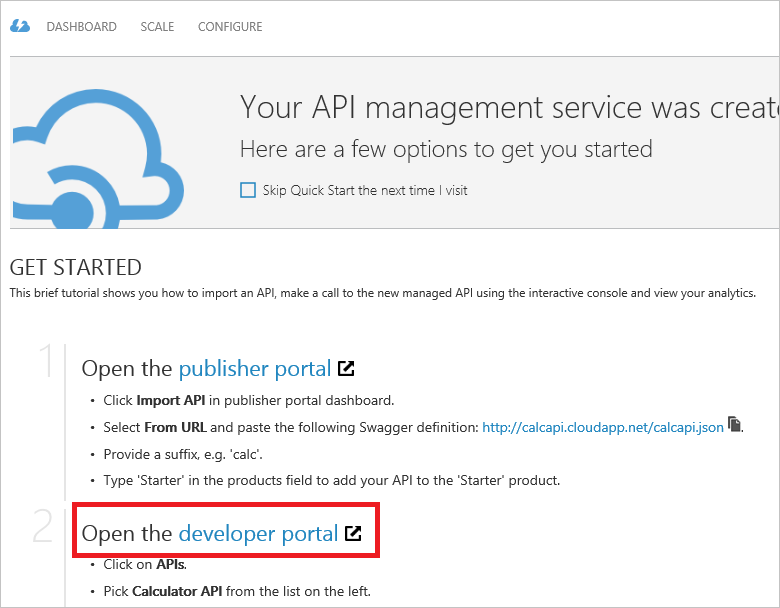 DASHBOARD SCALE CONFIGURE
Your API management service was creat
Here are a few options to get you started
Skip Quick Start the next time I visit
GET STARTED
This brief tutorial shows you how to import an API, make a call to the new managed API using the interactive console and view your analytics.
1
Open the publisher portal
• Click Import API in publisher portal dashboard.
• Select From URL and paste the following Swagger definition: http://calcapi.cloudapp.net/calcapi.json .
• Provide a suffix, e.g. 'calc'.
• Type 'Starter' in the products field to add your API to the 'Starter' product.
2
Open the developer portal
• Click on APIs.
• Pick Calculator API from the list on the left.